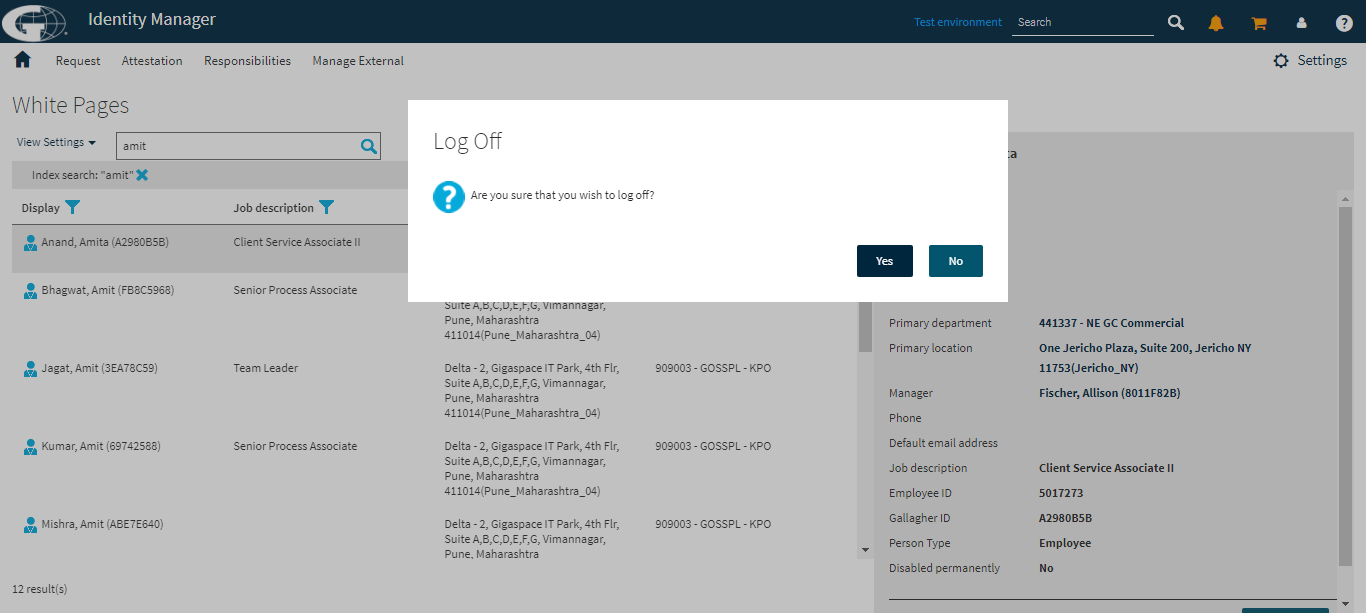 Identity Manager
Test environment
Search
Request
Attestation
Responsibilities
Manage External
Settings
White Pages
View Settings
amit
Index search: "amit"
Display
Job description
Anand, Amita (A2980B5B)
Client Service Associate II
Bhagwat, Amit (FB8C5968)
Senior Process Associate
Suite A,B,C,D,E,F,G, Vimannagar,
Pune, Maharashtra
411014(Pune_Maharashtra_04)
Jagat, Amit (3EA78C59)
Team Leader
Delta - 2, Gigaspace IT Park, 4th Flr,
Suite A,B,C,D,E,F,G, Vimannagar,
Pune, Maharashtra
411014(Pune_Maharashtra_04)
909003 - GOSSPL - KPO
Kumar, Amit (69742588)
Senior Process Associate
Delta - 2, Gigaspace IT Park, 4th Flr,
Suite A,B,C,D,E,F,G, Vimannagar,
Pune, Maharashtra
411014(Pune_Maharashtra_04)
909003 - GOSSPL - KPO
Mishra, Amit (ABE7E640)
Delta - 2, Gigaspace IT Park, 4th Flr,
Suite A,B,C,D,E,F,G, Vimannagar,
Pune, Maharashtra
909003 - GOSSPL - KPO
12 result(s)
Log Off
Are you sure that you wish to log off?
Yes
No
ta
Primary department
441337 - NE GC Commercial
Primary location
One Jericho Plaza, Suite 200, Jericho NY
11753(Jericho_NY)
Manager
Fischer, Allison (8011F82B)
Phone
Default email address
Job description
Client Service Associate II
Employee ID
5017273
Gallagher ID
A2980B5B
Person Type
Employee
Disabled permanently
No